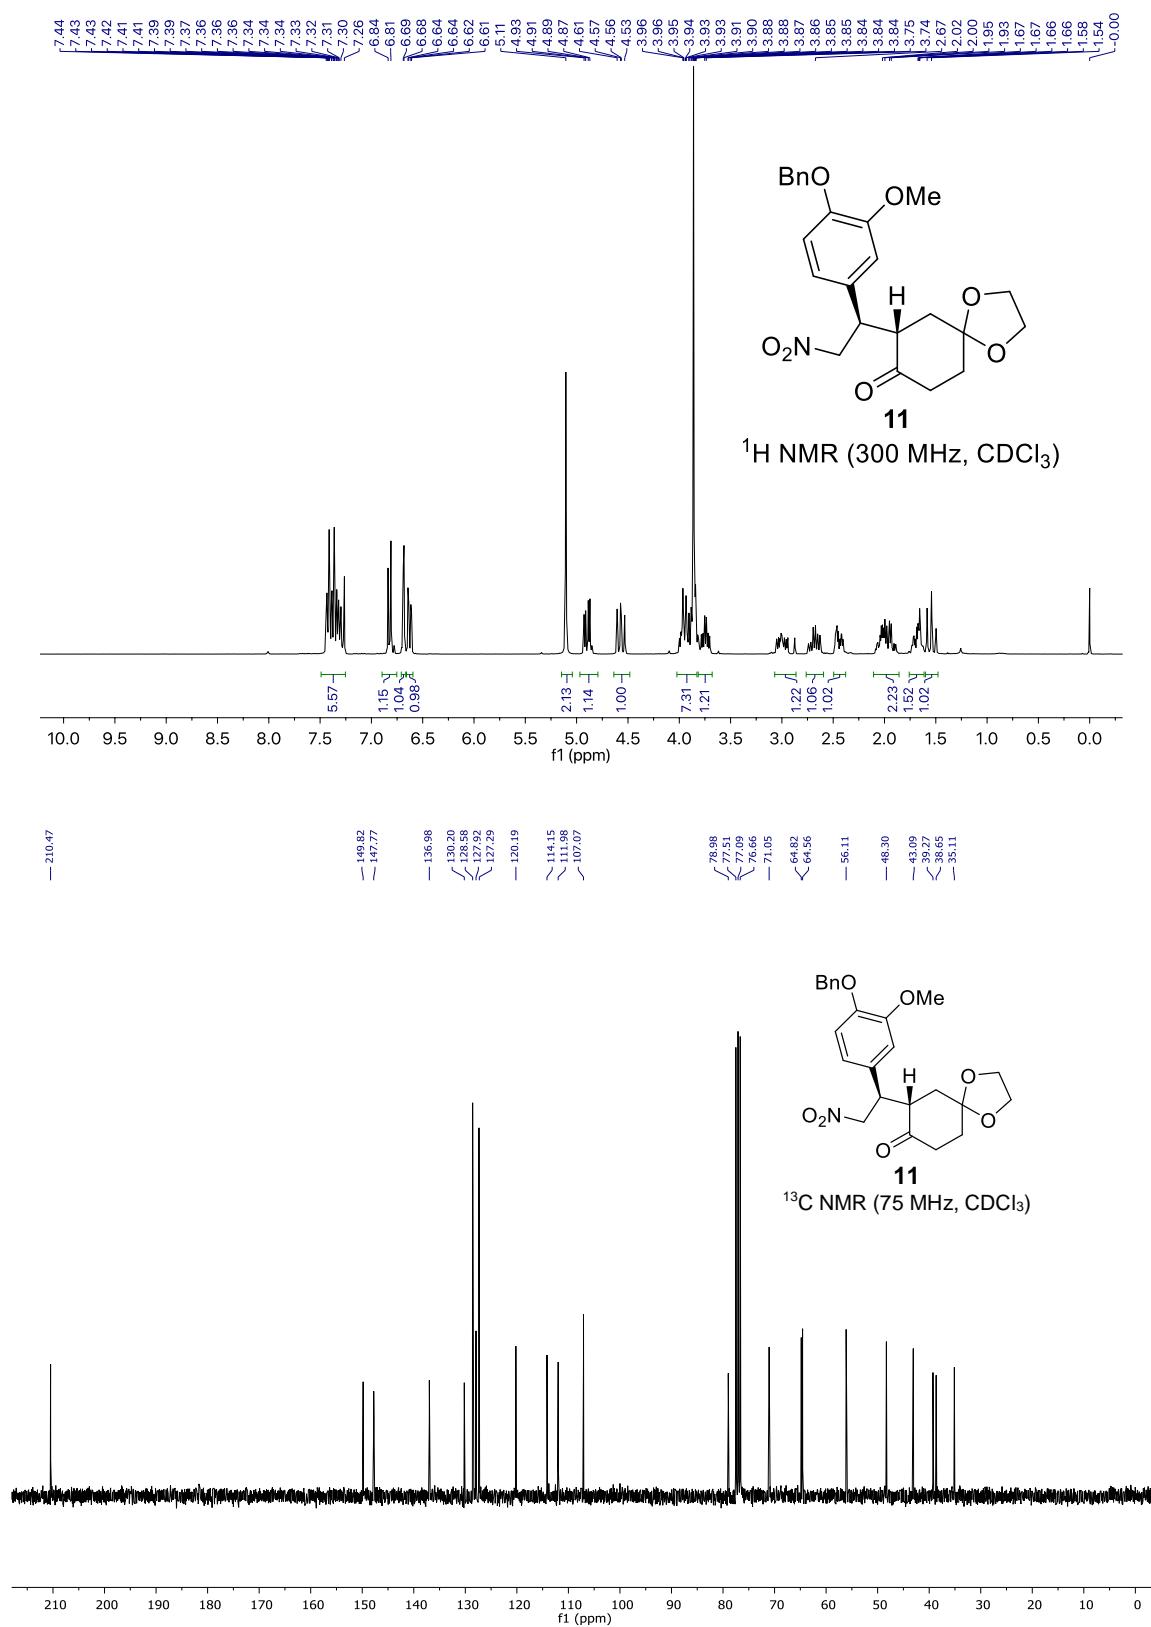 7.44 7.43 7.43 7.42 7.41 7.41 7.39 7.39 7.37 7.36 7.36 7.36 7.34 7.34 7.34 7.33 7.32 7.31 7.30 7.26 6.84 6.81 6.69 6.68 6.64 6.64 6.62 6.61 5.11 4.93 4.91 4.89 4.87 4.61 4.57 4.56 4.53 3.96 3.96 3.95 3.94 3.93 3.93 3.91 3.90 3.88 3.88 3.87 3.86 3.85 3.85 3.84 3.84 3.84 3.75 3.74 2.67 2.02 2.00 1.95 1.93 1.67 1.67 1.66 1.66 1.58 1.54 -0.00
BnO
OMe
H
O
O
O2N
O
11
1H NMR (300 MHz, CDCl3)
5.57 1.15 1.04 0.98 2.13 1.14 1.00 7.31 1.21 1.22 1.06 1.02 2.23 1.52 1.02
10.0 9.5 9.0 8.5 8.0 7.5 7.0 6.5 6.0 5.5 5.0 4.5 4.0 3.5 3.0 2.5 2.0 1.5 1.0 0.5 0.0
f1 (ppm)
210.47 149.82 147.77 136.98 130.20 128.58 127.92 127.29 120.19 114.15 111.98 107.07 78.98 77.51 77.09 76.66 71.05 64.82 64.56 56.11 48.30 43.09 39.27 38.65 35.11
BnO
OMe
H
O
O
O2N
O
11
13C NMR (75 MHz, CDCl3)
210 200 190 180 170 160 150 140 130 120 110 100 90 80 70 60 50 40 30 20 10 0
f1 (ppm)